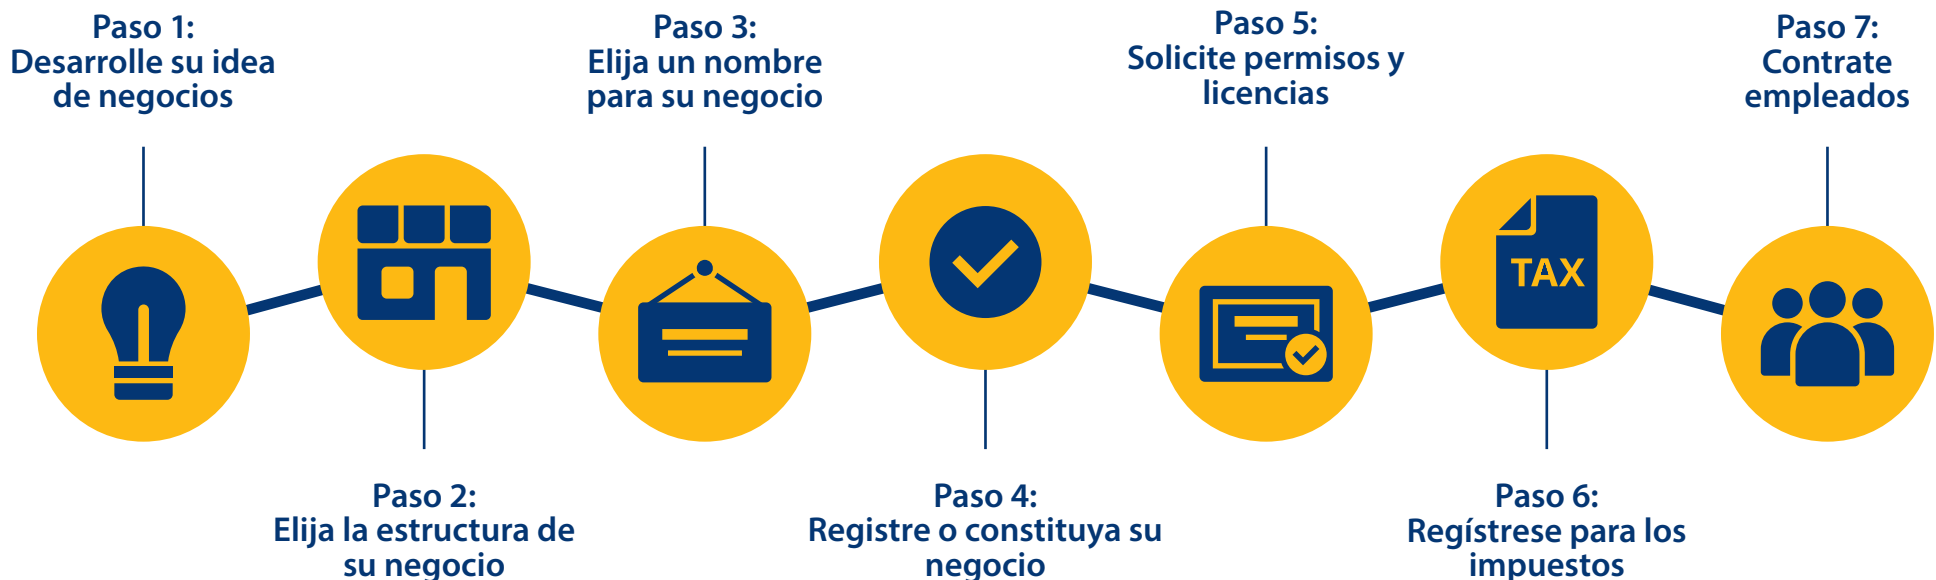 Paso 1:
Desarrolle su idea
de negocios
Paso 2:
Elija la estructura de
su negocio
Paso 3:
Elija un nombre
para su negocio
Paso 4:
Registre o constituya su
negocio
Paso 5:
Solicite permisos y
licencias
TAX
Paso 6:
Regístrese para los
impuestos
Paso 7:
Contrate
empleados